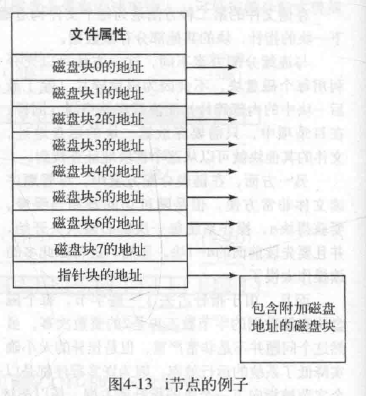 文件属性
磁盘块0的地址
磁盘块1的地址
磁盘块2的地址
磁盘块3的地址
磁盘块4的地址
磁盘块5的地址
磁盘块6的地址
磁盘块7的地址
指针块的地址
包含附加磁盘
地址的磁盘块
图4-13 i节点的例子